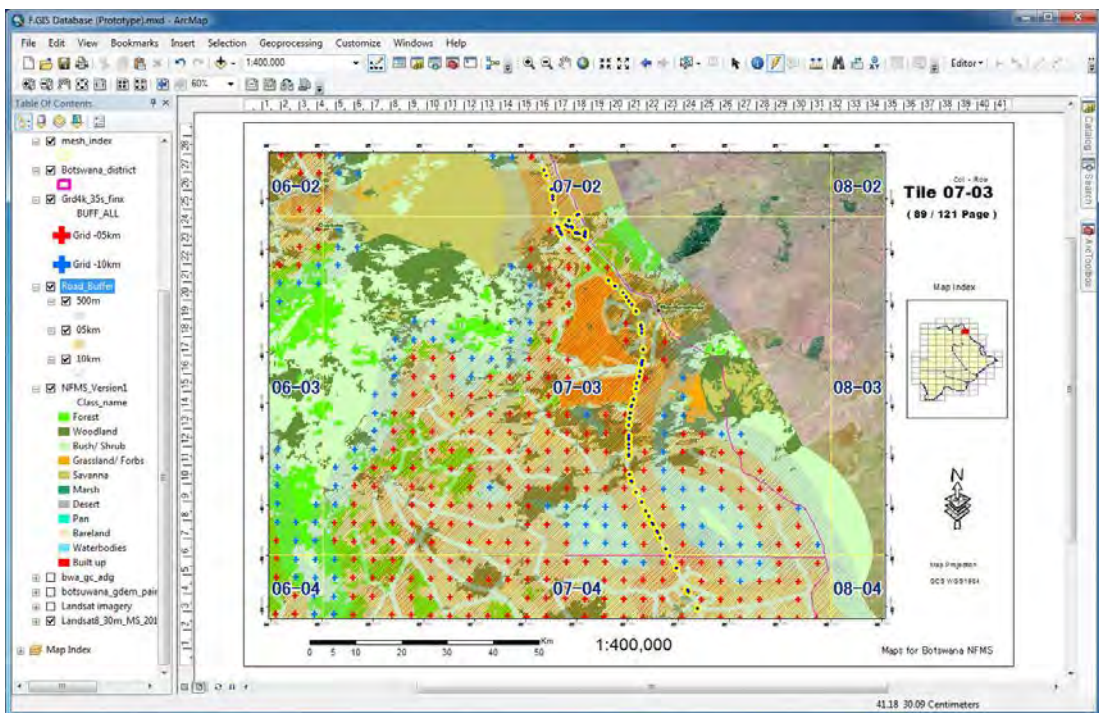 F.GIS Database (Prototype).mxd - ArcMap
File Edit View Bookmarks Insert Selection Geoprocessing Customize Windows Help
1:400,000
Editor
60%
Table Of Contents
mesh_index
Botswana_district
Grd4k_35s_finx
BUFF_ALL
Grid -05km
Grid -10km
Road_Buffer
500m
05km
10km
NFMS_Version1
Class_name
Forest
Woodland
Bush/ Shrub
Grassland/ Forbs
Savanna
Marsh
Desert
Pan
Bareland
Waterbodies
Built up
bwa_gc_adg
botsuwana_gdem_pair
Landsat imagery
Landsat8_30m_MS_201
Map Index
06-02 07-02 08-02
06-03 07-03 08-03
06-04 07-04 08-04
Col - Row
Tile 07-03
( 89 / 121 Page )
Map Index
N
Map Projection
GCS WGS1984
Km
0 5 10 20 30 40 50
1:400,000
Maps for Botswana NFMS
Catalog
Search
ArcToolbox
41.18 30.09 Centimeters